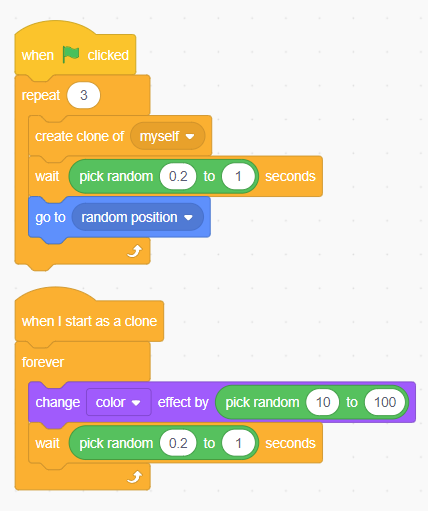 when clicked
repeat 3
create clone of myself
wait pick random 0.2 to 1 seconds
go to random position
when I start as a clone
forever
change color effect by pick random 10 to 100
wait pick random 0.2 to 1 seconds